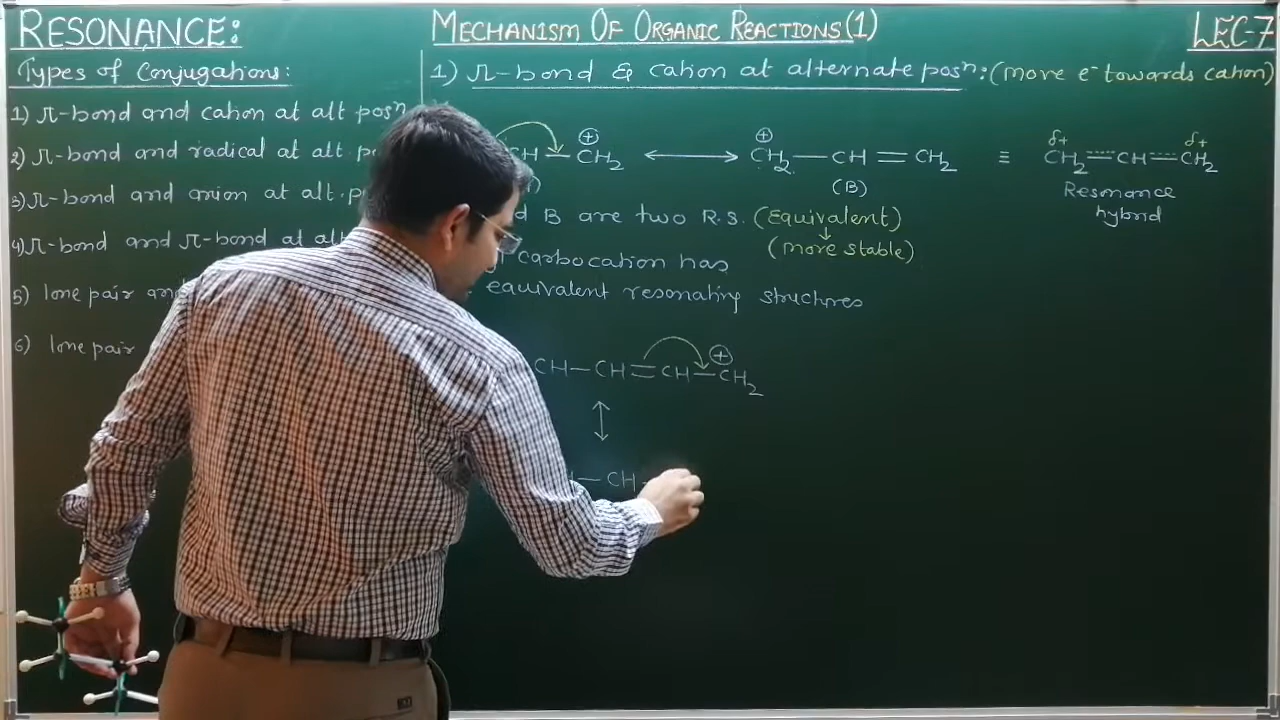 RESONANCE:
Types of Conjugations:
1) π-bond and cation at alt posⁿ
2) π-bond and radical at alt
3) π-bond and anion at alt.
4) π-bond and π-bond at
5) lone pair
6) lone pair
MECHANISM OF ORGANIC REACTIONS(1)
LEC-7
1) π-bond & cation at alternate posⁿ: (more e⁻ towards cation)
CH — CH₂ ⊕ ⟷ ⊕ CH₂ — CH = CH₂ ≡ δ+ CH₂ CH CH₂ δ+
(B)
Resonance
hybrid
B are two R.S. (Equivalent)
↓
(more stable)
carbocation has
equivalent resonating structures
CH — CH = CH — CH₂ ⊕
↕
— CH